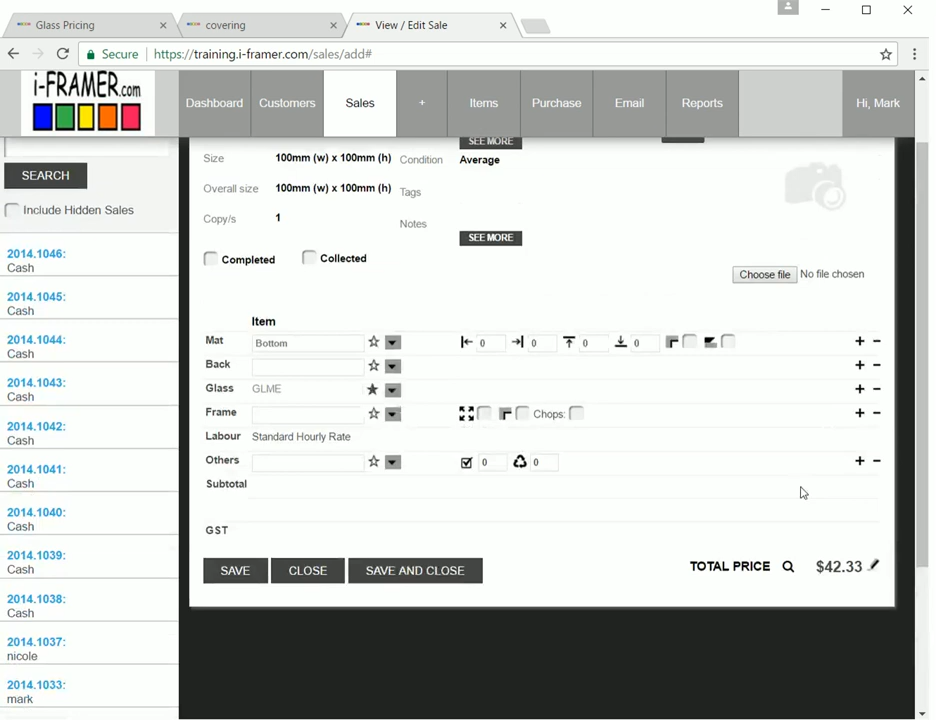 Glass Pricing
covering
View / Edit Sale
Secure https://training.i-framer.com/sales/add#
i-FRAMER.com
Dashboard
Customers
Sales
+
Items
Purchase
Email
Reports
Hi, Mark
SEARCH
Include Hidden Sales
2014.1046:
Cash
2014.1045:
Cash
2014.1044:
Cash
2014.1043:
Cash
2014.1042:
Cash
2014.1041:
Cash
2014.1040:
Cash
2014.1039:
Cash
2014.1038:
Cash
2014.1037:
nicole
2014.1033:
mark
SEE MORE
Size 100mm (w) x 100mm (h) Condition Average
Overall size 100mm (w) x 100mm (h) Tags
Copy/s 1 Notes
SEE MORE
Completed Collected
Choose file No file chosen
Item
Mat Bottom 0 0 0 0 + -
Back + -
Glass GLME + -
Frame Chops: + -
Labour Standard Hourly Rate
Others 0 0 + -
Subtotal
GST
SAVE CLOSE SAVE AND CLOSE TOTAL PRICE $42.33